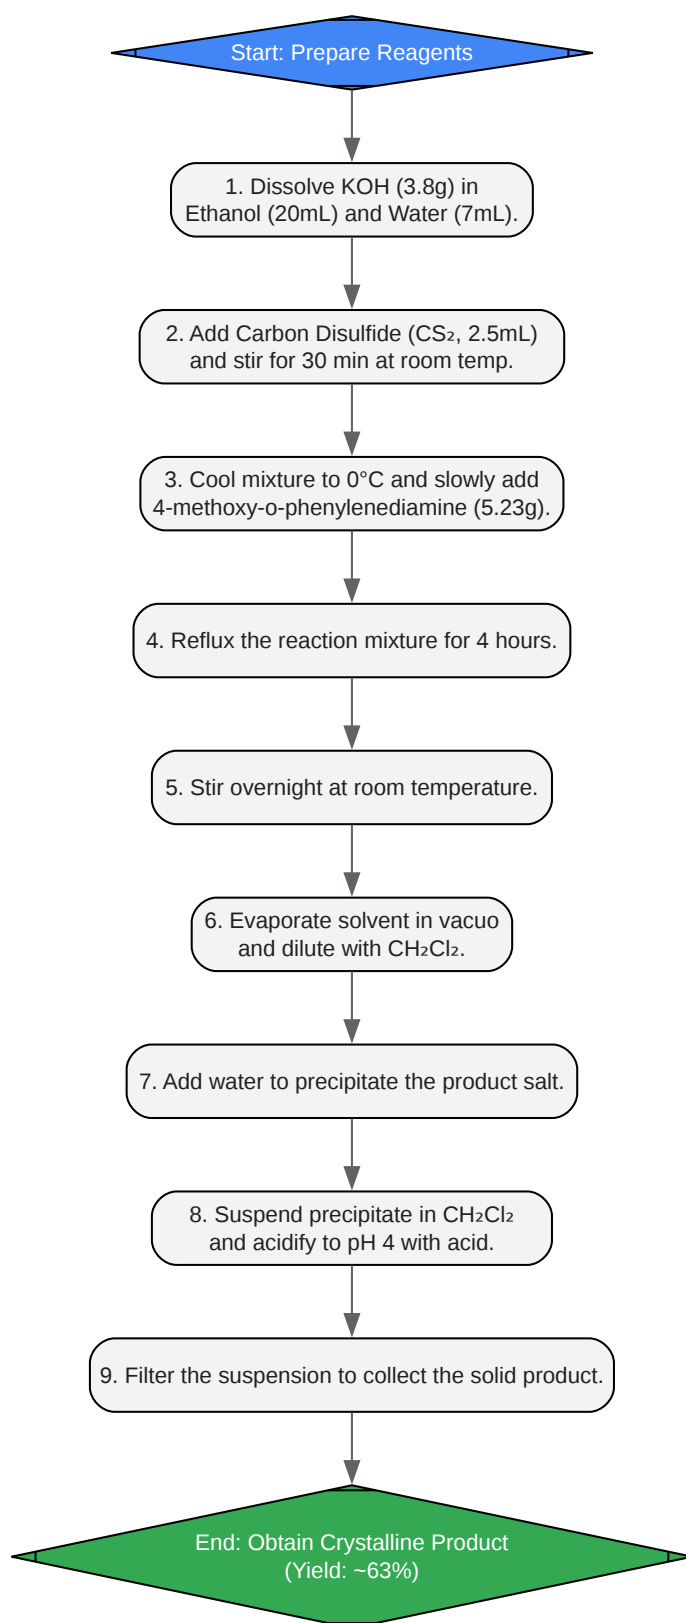 Start: Prepare Reagents
1. Dissolve KOH (3.8g) in
Ethanol (20mL) and Water (7mL).
2. Add Carbon Disulfide (CS₂, 2.5mL)
and stir for 30 min at room temp.
3. Cool mixture to 0°C and slowly add
4-methoxy-o-phenylenediamine (5.23g).
4. Reflux the reaction mixture for 4 hours.
5. Stir overnight at room temperature.
6. Evaporate solvent in vacuo
and dilute with CH₂Cl₂.
7. Add water to precipitate the product salt.
8. Suspend precipitate in CH₂Cl₂
and acidify to pH 4 with acid.
9. Filter the suspension to collect the solid product.
End: Obtain Crystalline Product
(Yield: ~63%)